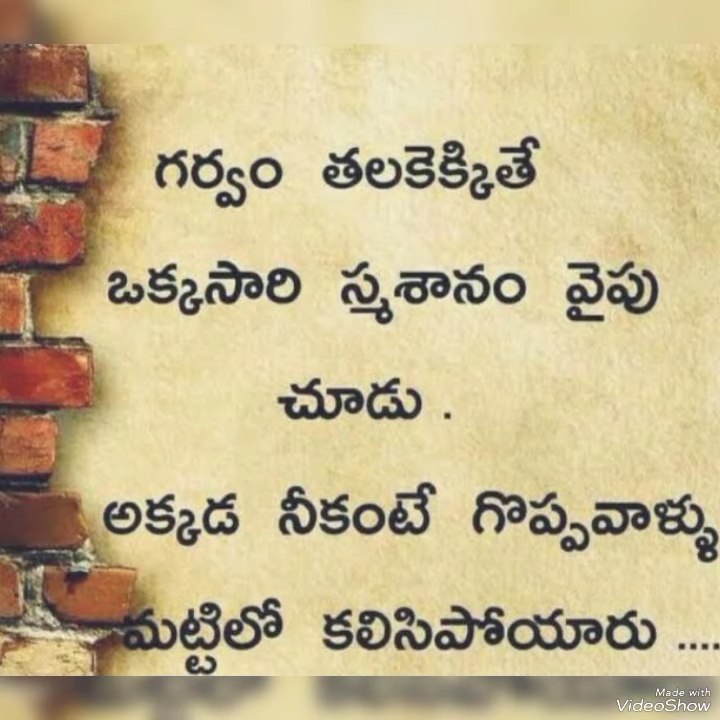 గర్వం తలకెక్కితే
ఒక్కసారి స్మశానం వైపు
చూడు .
అక్కడ నీకంటే గొప్పవాళ్ళు
మట్టిలో కలిసిపోయారు ....
Made with
VideoShow